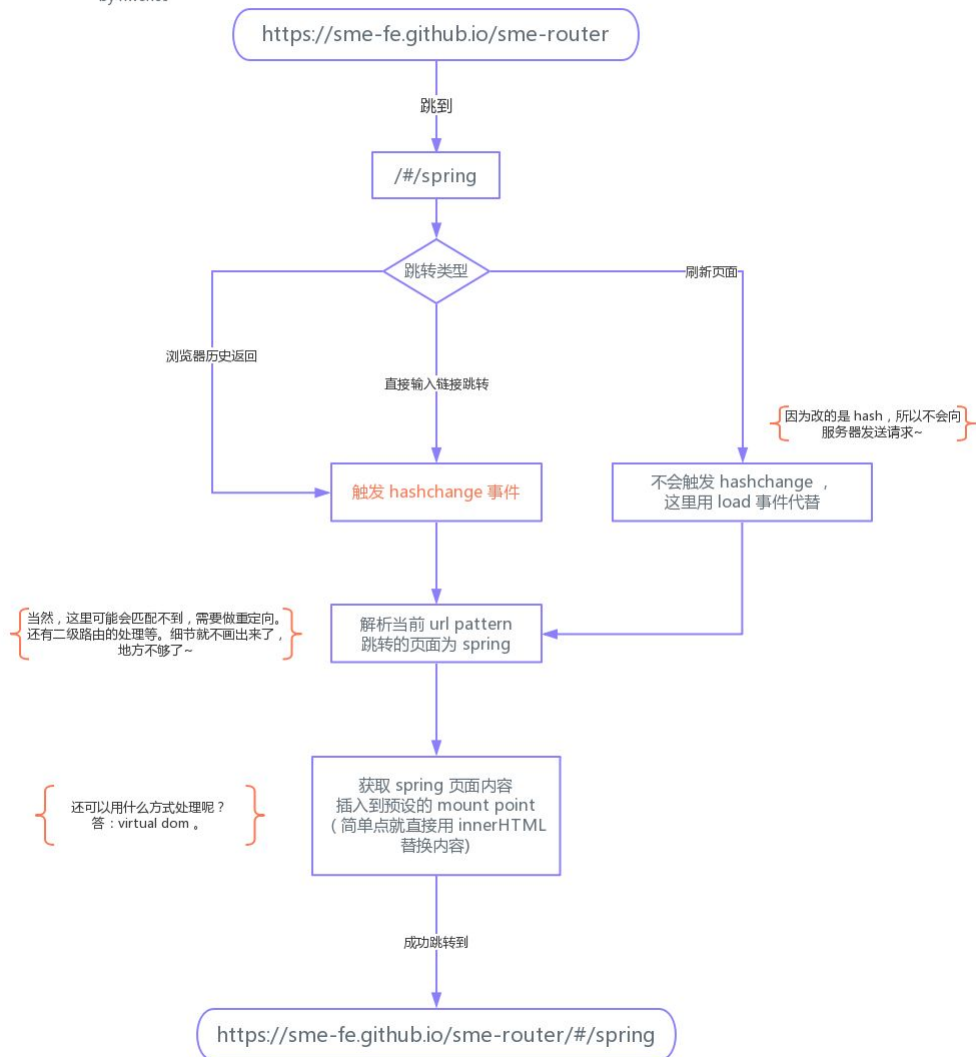 https://sme-fe.github.io/sme-router
跳到
/#/spring
跳转类型
刷新页面
浏览器历史返回
直接输入链接跳转
因为改的是 hash，所以不会向
服务器发送请求~
触发 hashchange 事件
不会触发 hashchange ，
这里用 load 事件代替
当然，这里可能会匹配不到，需要做重定向。
还有二级路由的处理等。细节就不画出来了，
地方不够了~
解析当前 url pattern
跳转的页面为 spring
获取 spring 页面内容
插入到预设的 mount point
（简单点就直接用 innerHTML
替换内容)
还可以用什么方式处理呢？
答：virtual dom 。
成功跳转到
https://sme-fe.github.io/sme-router/#/spring